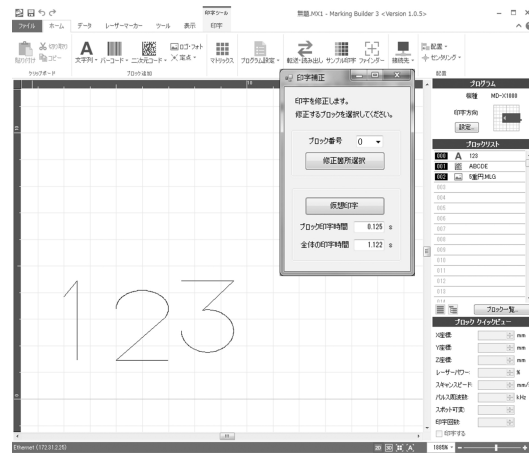 印字ツール
無題.MX1 - Marking Builder 3 <Version 1.0.5>
ファイル ホーム データ レーザーマーカー ツール 表示 印字
貼り付け 切り取り コピー
文字列 バーコード 二次元コード ロゴ・フォト 定点
マトリックス プログラム設定 転送・読み出し サンプル印字 ファインダー 接続先 配置 センタリング
クリップボード ブロック追加 配置
印字補正
印字を修正します。
修正するブロックを選択してください。
ブロック番号 0
修正箇所選択
仮想印字
ブロック印字時間 0.125 s
全体の印字時間 1.122 s
123
プログラム
機種 MD-X1000
印字方向
設定...
ブロックリスト
000 A 123
001 ABCDE
002 5重円.MLG
003
004
005
006
007
008
009
010
011
012
013
014
ブロック一覧...
ブロック クイックビュー
X座標 mm
Y座標 mm
Z座標 mm
レーザーパワー %
スキャンスピード mm/
パルス周波数 kHz
スポット可変
印字回数
印字する
Ethernet (172.31.2.25)
2D 3D
1085%